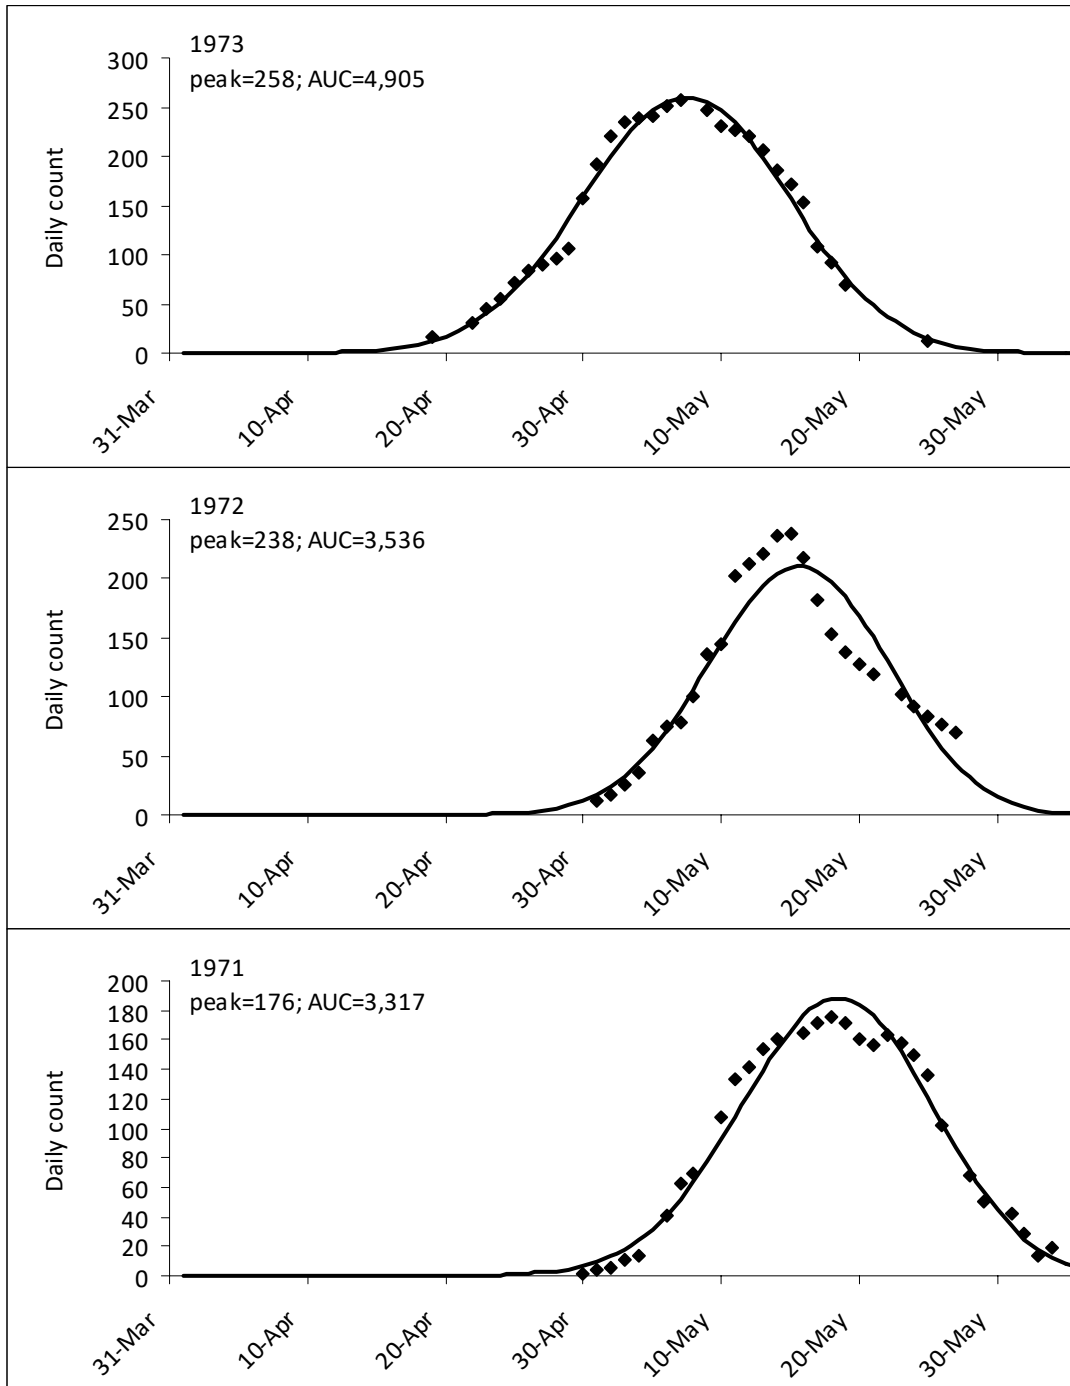 1973
peak=258; AUC=4,905
Daily count
300
250
200
150
100
50
0
31-Mar
10-Apr
20-Apr
30-Apr
10-May
20-May
30-May
1972
peak=238; AUC=3,536
Daily count
250
200
150
100
50
0
31-Mar
10-Apr
20-Apr
30-Apr
10-May
20-May
30-May
1971
peak=176; AUC=3,317
Daily count
200
180
160
140
120
100
80
60
40
20
0
31-Mar
10-Apr
20-Apr
30-Apr
10-May
20-May
30-May